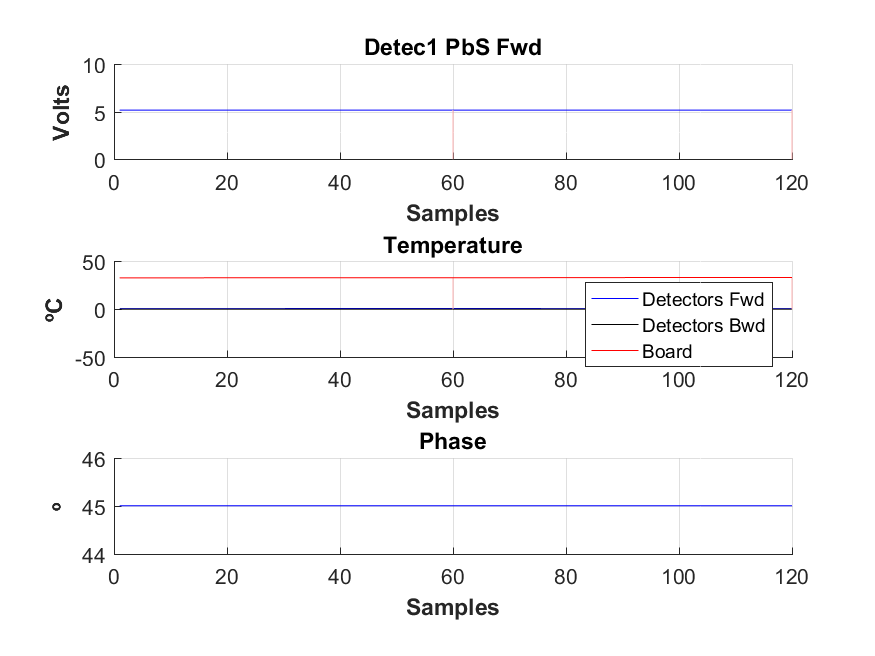 Detec1 PbS Fwd
10
5
0
Volts
0 20 40 60 80 100 120
Samples
Temperature
50
0
-50
ºC
Detectors Fwd
Detectors Bwd
Board
0 20 40 60 80 100 120
Samples
Phase
46
45
44
º
0 20 40 60 80 100 120
Samples